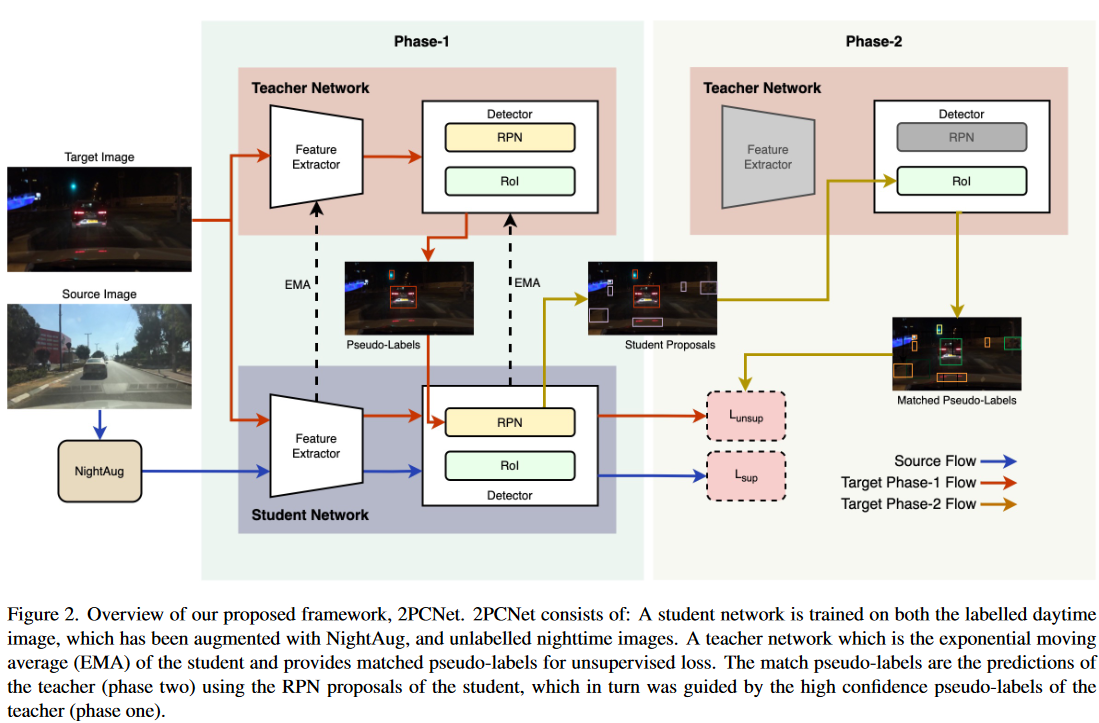 Phase-1
Phase-2
Teacher Network
Teacher Network
Detector
RPN
RoI
Feature
Extractor
Detector
RPN
RoI
Feature
Extractor
Target Image
EMA
EMA
Source Image
Pseudo-Labels
Student Proposals
Matched Pseudo-Labels
NightAug
Feature
Extractor
RPN
RoI
Detector
Student Network
Lunsup
Lsup
Source Flow
Target Phase-1 Flow
Target Phase-2 Flow
Figure 2. Overview of our proposed framework, 2PCNet. 2PCNet consists of: A student network is trained on both the labelled daytime
image, which has been augmented with NightAug, and unlabelled nighttime images. A teacher network which is the exponential moving
average (EMA) of the student and provides matched pseudo-labels for unsupervised loss. The match pseudo-labels are the predictions of
the teacher (phase two) using the RPN proposals of the student, which in turn was guided by the high confidence pseudo-labels of the
teacher (phase one).